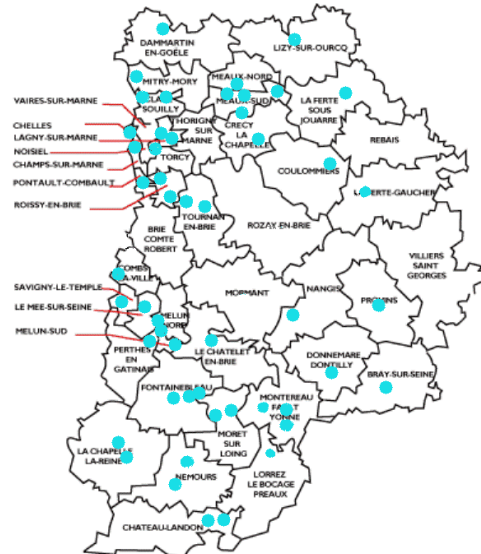 DAMMARTIN
EN-GOËLE
LIZY-SUR-OURCQ
MITRY-MORY
MEAUX-NORD
CLAYE
SOUILLY
MEAUX-SUD
LA FERTE
SOUS
JOUARRE
VAIRES-SUR-MARNE
THORIGNY
SUR
MARNE
CRECY
LA
CHAPELLE
CHELLES
LAGNY-SUR-MARNE
REBAIS
NOISIEL
TORCY
CHAMPS-SUR-MARNE
COULOMMIERS
PONTAULT-COMBAULT
LA FERTE-GAUCHER
ROISSY-EN-BRIE
TOURNAN
EN-BRIE
ROZAY-EN-BRIE
BRIE
COMTE
ROBERT
VILLIERS
SAINT
GEORGES
COMBS
LA-VILLE
SAVIGNY-LE-TEMPLE
MORMANT
NANGIS
PROVINS
LE MEE-SUR-SEINE
MELUN
NORD
MELUN-SUD
PERTHES
EN
GATINAIS
LE CHATELET
EN-BRIE
DONNEMARE
DONTILLY
BRAY-SUR-SEINE
FONTAINEBLEAU
MONTEREAU
FAULT
YONNE
MORET
SUR
LOING
LA CHAPELLE
LA-REINE
NEMOURS
LORREZ
LE BOCAGE
PREAUX
CHATEAU-LANDON